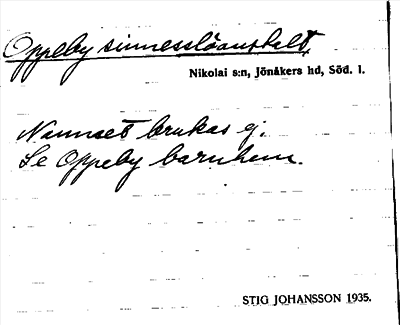 Oppeby sinnesslöanstalt,
Nikolai s:n, Jönåkers hd, Söd. l.
Namnet brukas ej.
Se Oppeby barnhem.
STIG JOHANSSON 1935.